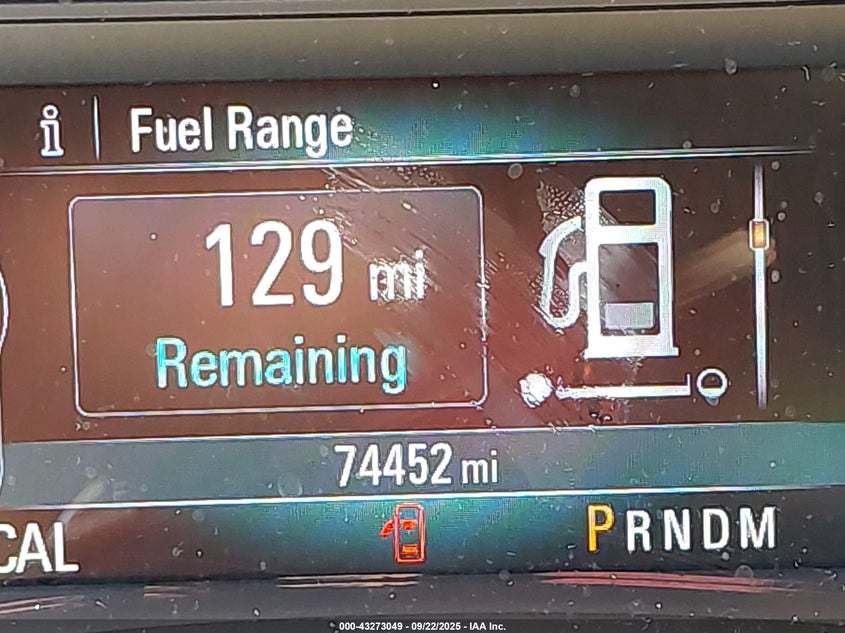 i Fuel Range
129 mi
Remaining
74452 mi
CAL
PRNDM
000-43273049 - 09/22/2025 - IAA Inc.